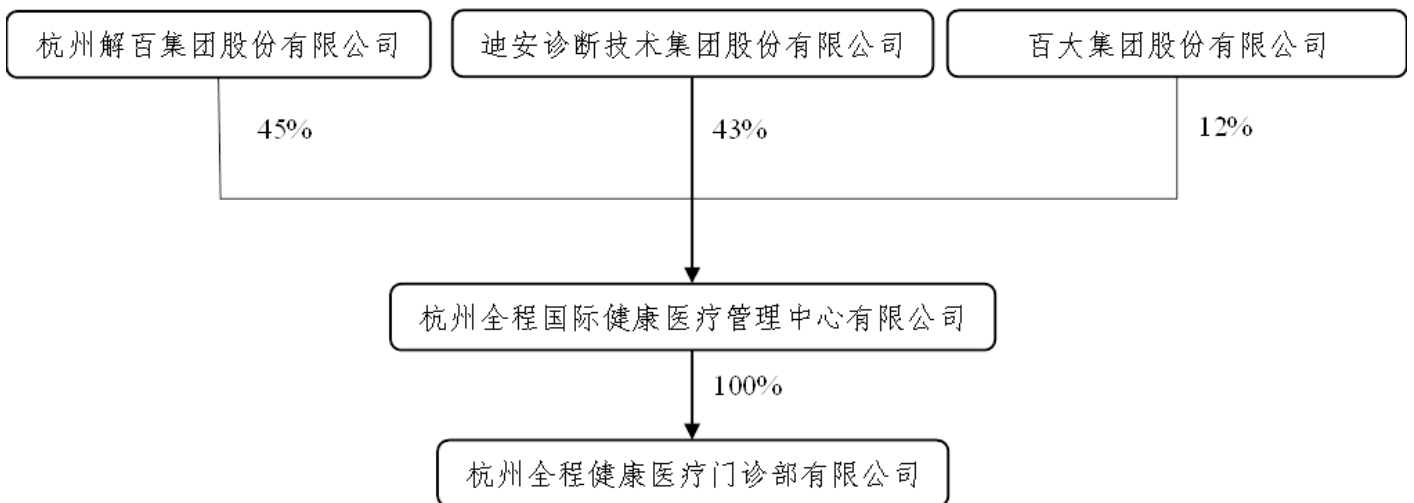 杭州解百集团股份有限公司
迪安诊断技术集团股份有限公司
百大集团股份有限公司
45%
43%
12%
杭州全程国际健康医疗管理中心有限公司
100%
杭州全程健康医疗门诊部有限公司